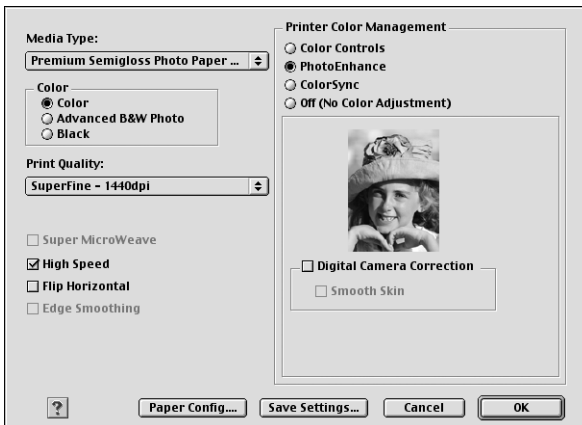 Media Type:
Premium Semigloss Photo Paper ...
Color
Color
Advanced B&W Photo
Black
Print Quality:
SuperFine - 1440dpi
Super MicroWeave
High Speed
Flip Horizontal
Edge Smoothing
Printer Color Management
Color Controls
PhotoEnhance
ColorSync
Off (No Color Adjustment)
Digital Camera Correction
Smooth Skin
?
Paper Config....
Save Settings...
Cancel
OK